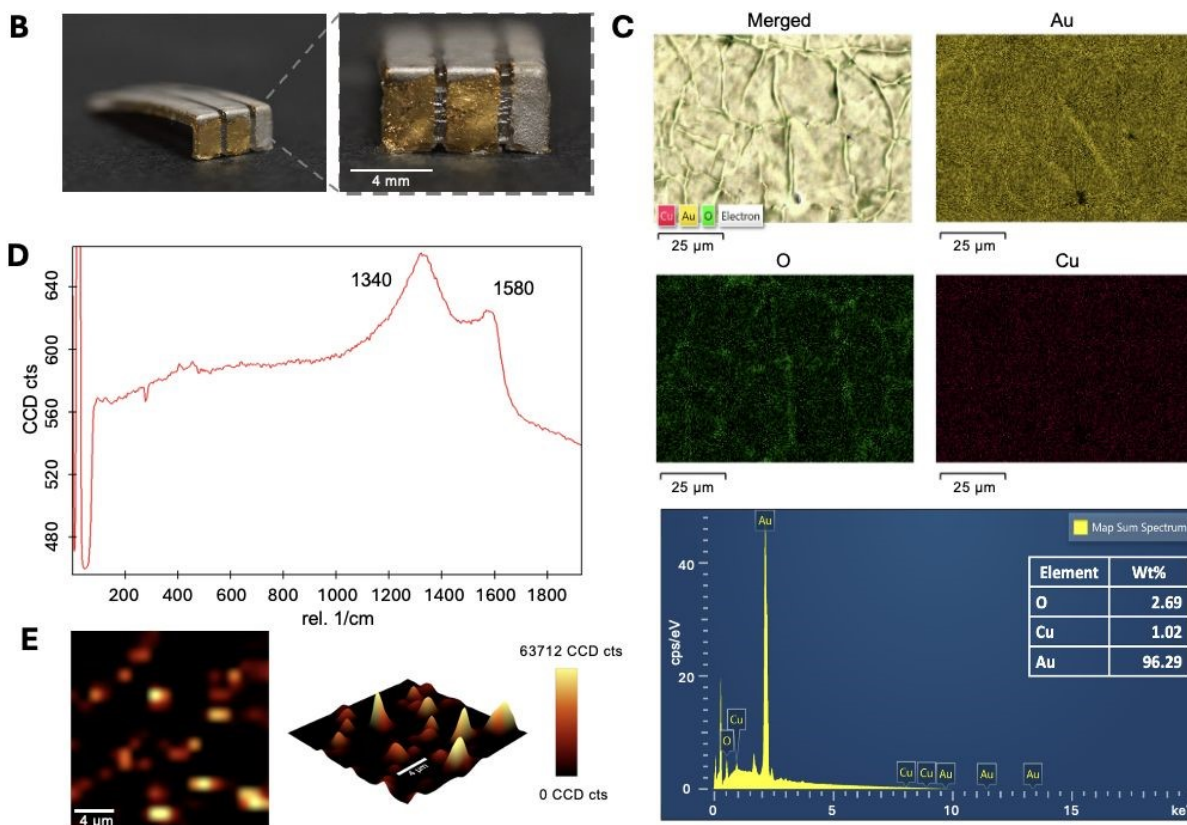 B
4 mm
C
Merged
Au
Cu Au O Electron
25 µm
25 µm
O
Cu
25 µm
25 µm
D
1340
1580
640
600
560
520
480
CCD cts
200 400 600 800 1000 1200 1400 1600 1800
rel. 1/cm
E
4 µm
4 µm
63712 CCD cts
0 CCD cts
Map Sum Spectrum
Au
Element Wt%
O 2.69
Cu 1.02
Au 96.29
40
20
0
cps/eV
Cu
O
Cu Cu Au Au Au
0 5 10 15